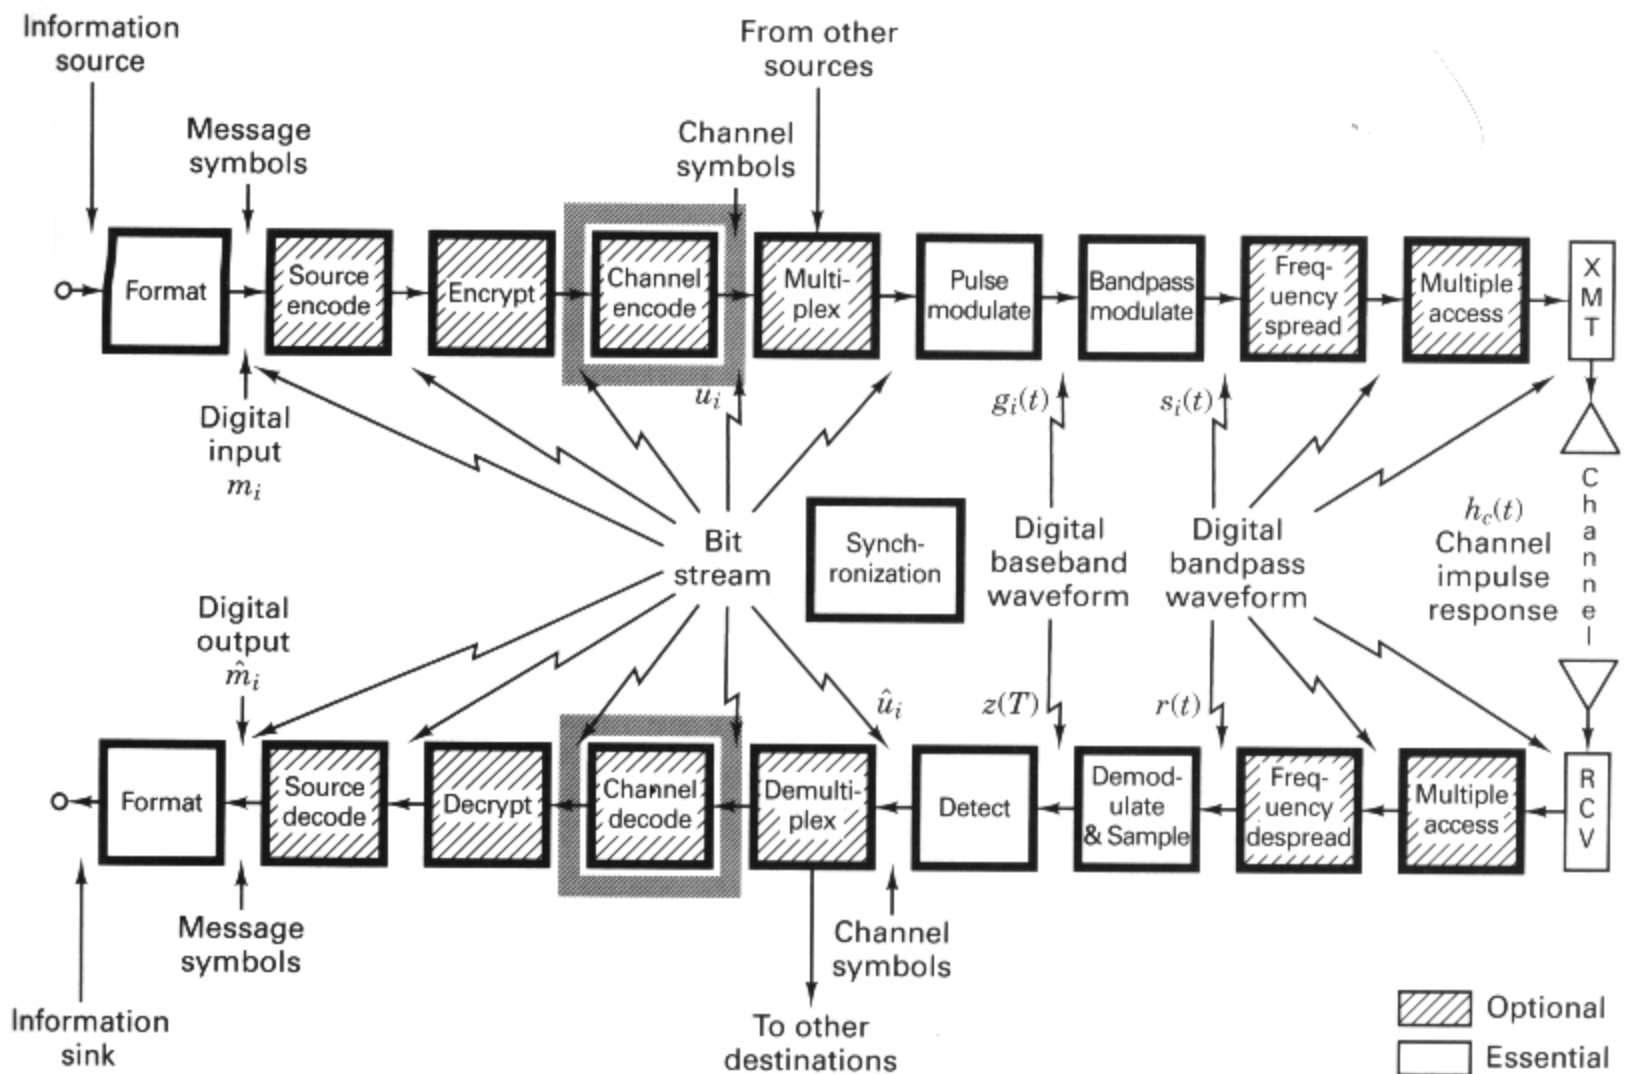 Information
source
From other
sources
Message
symbols
Channel
symbols
Format
Source
encode
Encrypt
Channel
encode
Multi-
plex
Pulse
modulate
Bandpass
modulate
Freq-
uency
spread
Multiple
access
X
M
T
Digital
input
m_i
u_i
g_i(t)
s_i(t)
Bit
stream
Synch-
ronization
Digital
baseband
waveform
Digital
bandpass
waveform
h_c(t)
Channel
impulse
response
C
h
a
n
n
e
l
Digital
output
m̂_i
û_i
z(T)
r(t)
Format
Source
decode
Decrypt
Channel
decode
Demulti-
plex
Detect
Demod-
ulate
& Sample
Freq-
uency
despread
Multiple
access
R
C
V
Message
symbols
Channel
symbols
Information
sink
To other
destinations
Optional
Essential